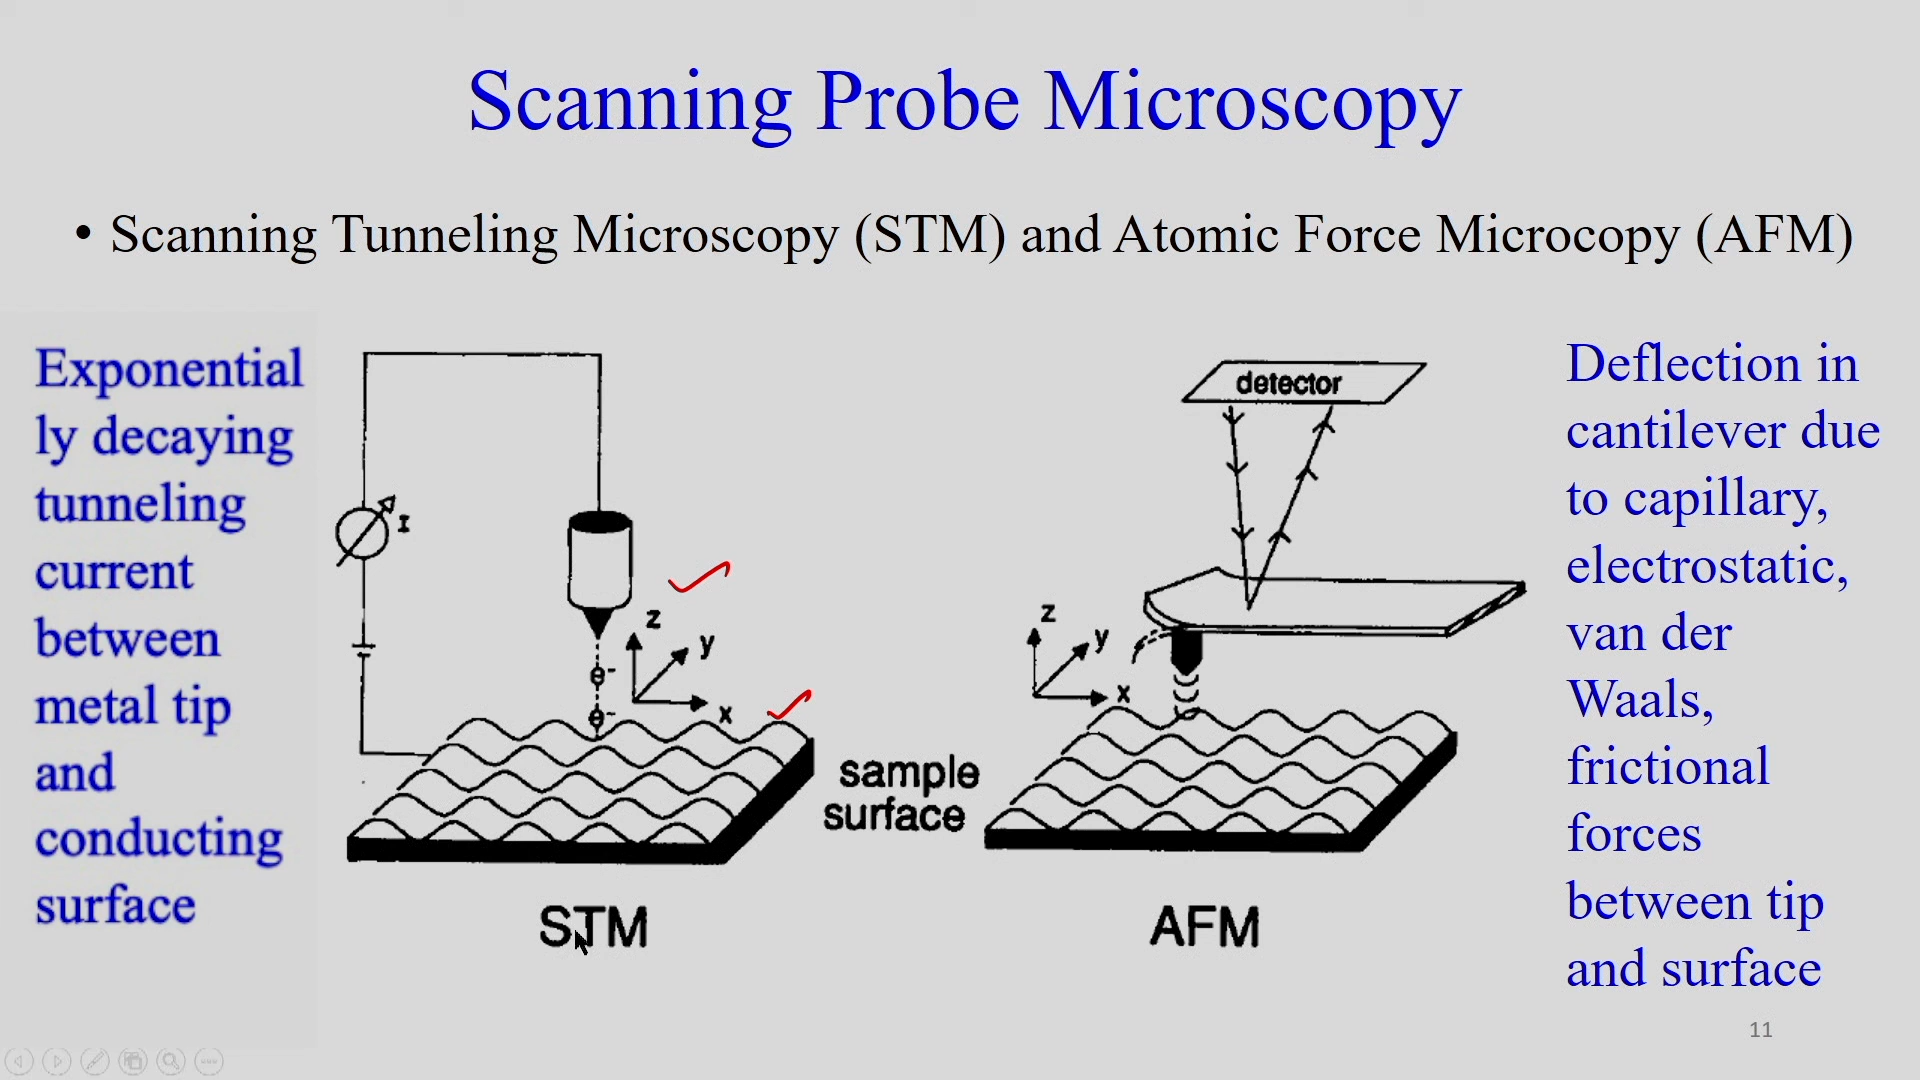 Scanning Probe Microscopy
• Scanning Tunneling Microscopy (STM) and Atomic Force Microcopy (AFM)
Exponential
ly decaying
tunneling
current
between
metal tip
and
conducting
surface
I
z
y
x
e-
e-
STM
sample
surface
detector
z
y
x
AFM
Deflection in
cantilever due
to capillary,
electrostatic,
van der
Waals,
frictional
forces
between tip
and surface
11